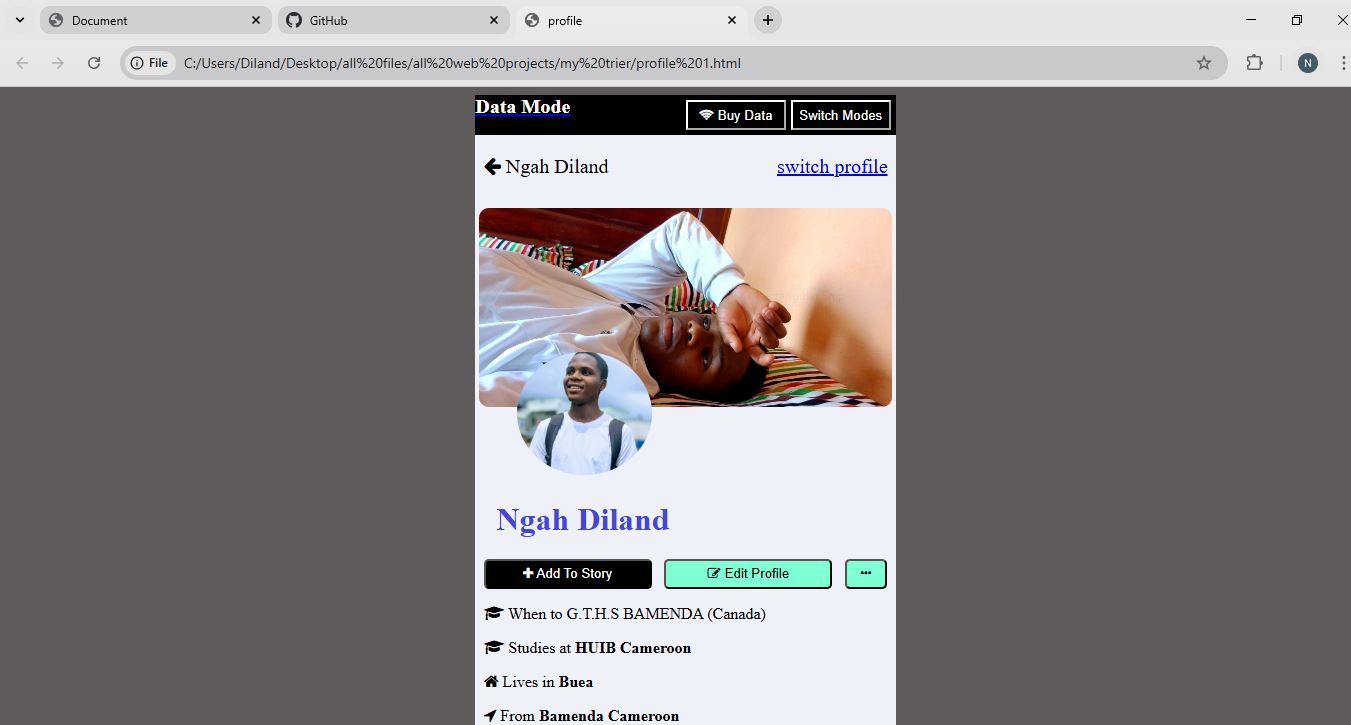 Document
GitHub
profile
File
C:/Users/Diland/Desktop/all%20files/all%20web%20projects/my%20trier/profile%201.html
N
Data Mode
Buy Data
Switch Modes
Ngah Diland
switch profile
Ngah Diland
Add To Story
Edit Profile
When to G.T.H.S BAMENDA (Canada)
Studies at HUIB Cameroon
Lives in Buea
From Bamenda Cameroon